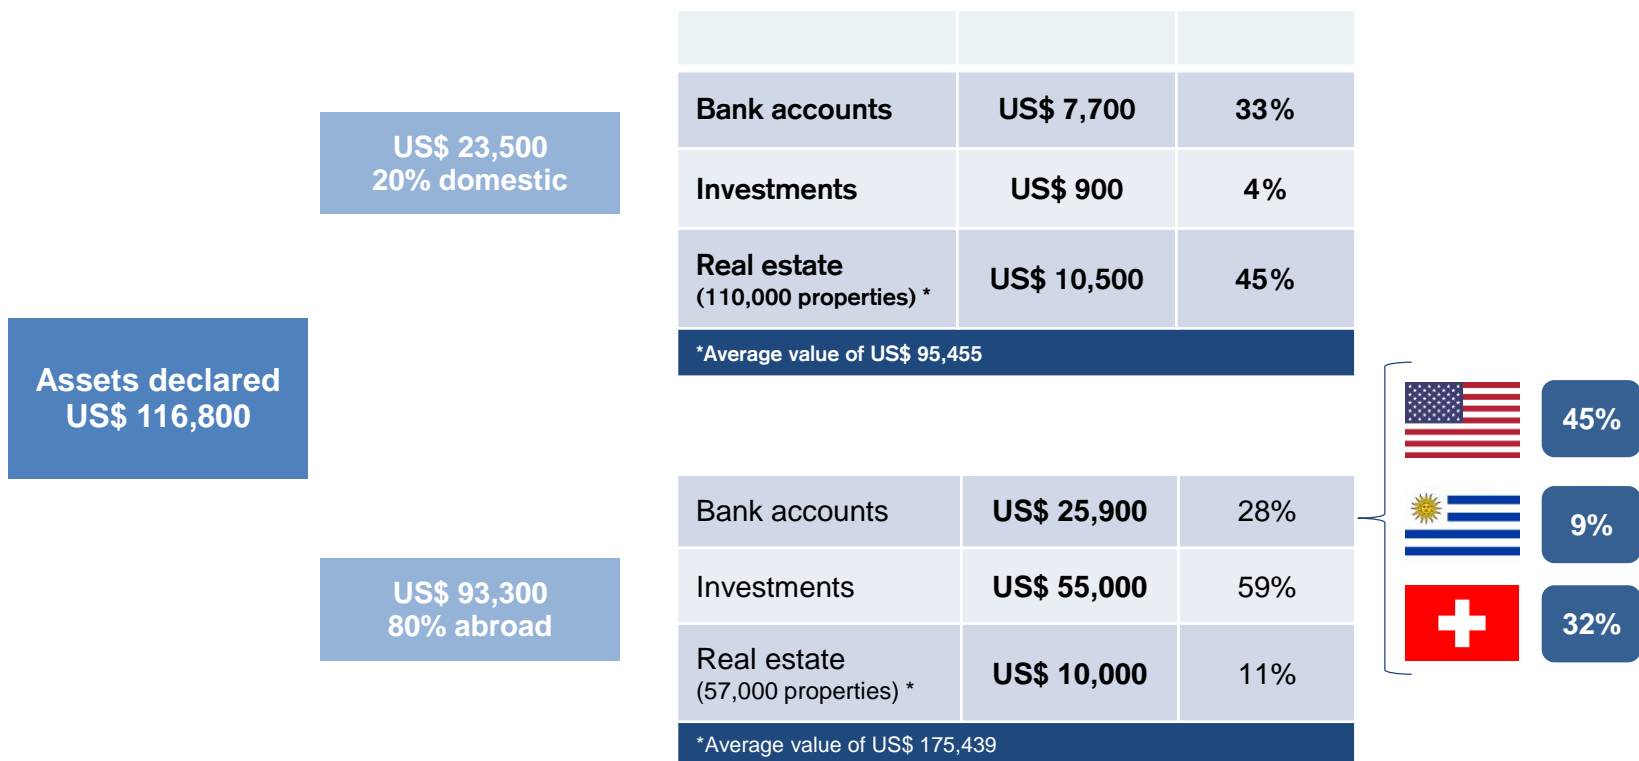 Assets declared
US$ 116,800
US$ 23,500
20% domestic
Bank accounts US$ 7,700 33%
Investments US$ 900 4%
Real estate
(110,000 properties) * US$ 10,500 45%
*Average value of US$ 95,455
US$ 93,300
80% abroad
Bank accounts US$ 25,900 28%
Investments US$ 55,000 59%
Real estate
(57,000 properties) * US$ 10,000 11%
*Average value of US$ 175,439
45%
9%
32%